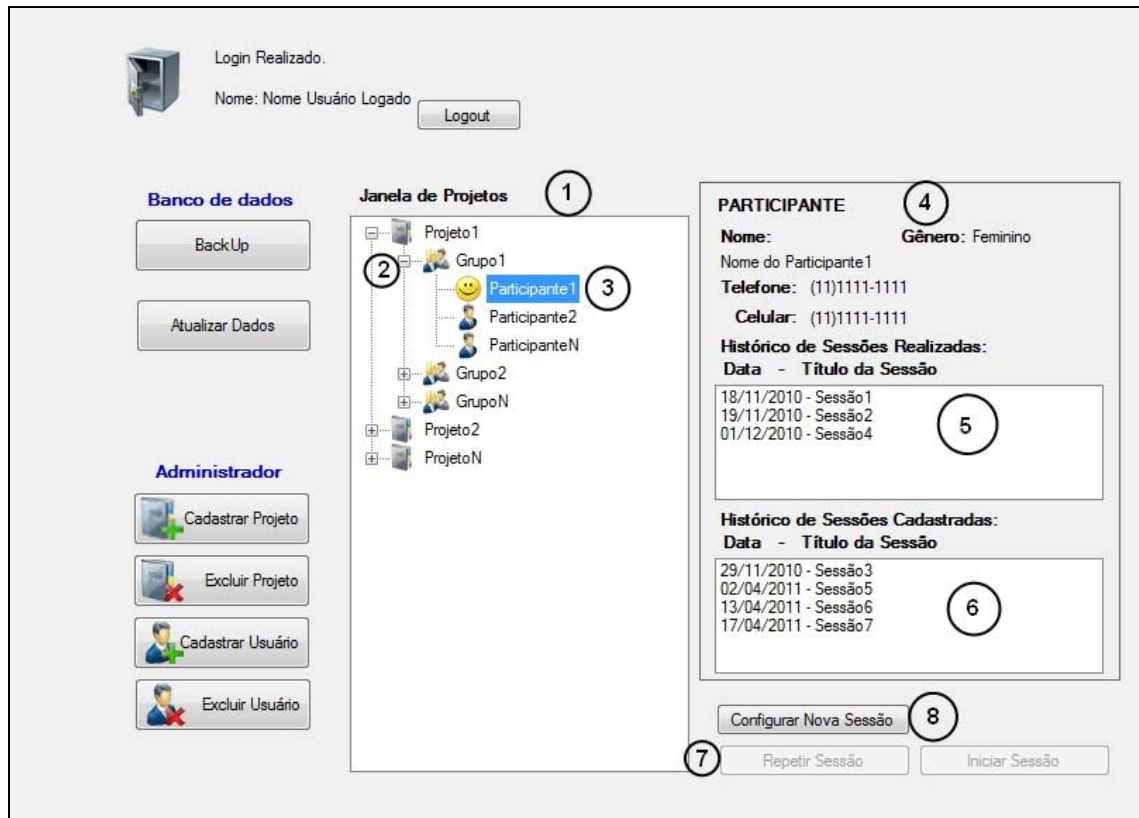 Login Realizado.
Nome: Nome Usuário Logado
Logout
Banco de dados
BackUp
Atualizar Dados
Administrador
Cadastrar Projeto
Excluir Projeto
Cadastrar Usuário
Excluir Usuário
Janela de Projetos 1
Projeto1
2 Grupo1
Participante1 3
Participante2
ParticipanteN
Grupo2
GrupoN
Projeto2
ProjetoN
PARTICIPANTE 4
Nome: Gênero: Feminino
Nome do Participante1
Telefone: (11)1111-1111
Celular: (11)1111-1111
Histórico de Sessões Realizadas:
Data - Título da Sessão
18/11/2010 - Sessão1
19/11/2010 - Sessão2
01/12/2010 - Sessão4
5
Histórico de Sessões Cadastradas:
Data - Título da Sessão
29/11/2010 - Sessão3
02/04/2011 - Sessão5
13/04/2011 - Sessão6
17/04/2011 - Sessão7
6
Configurar Nova Sessão 8
7 Repetir Sessão Iniciar Sessão